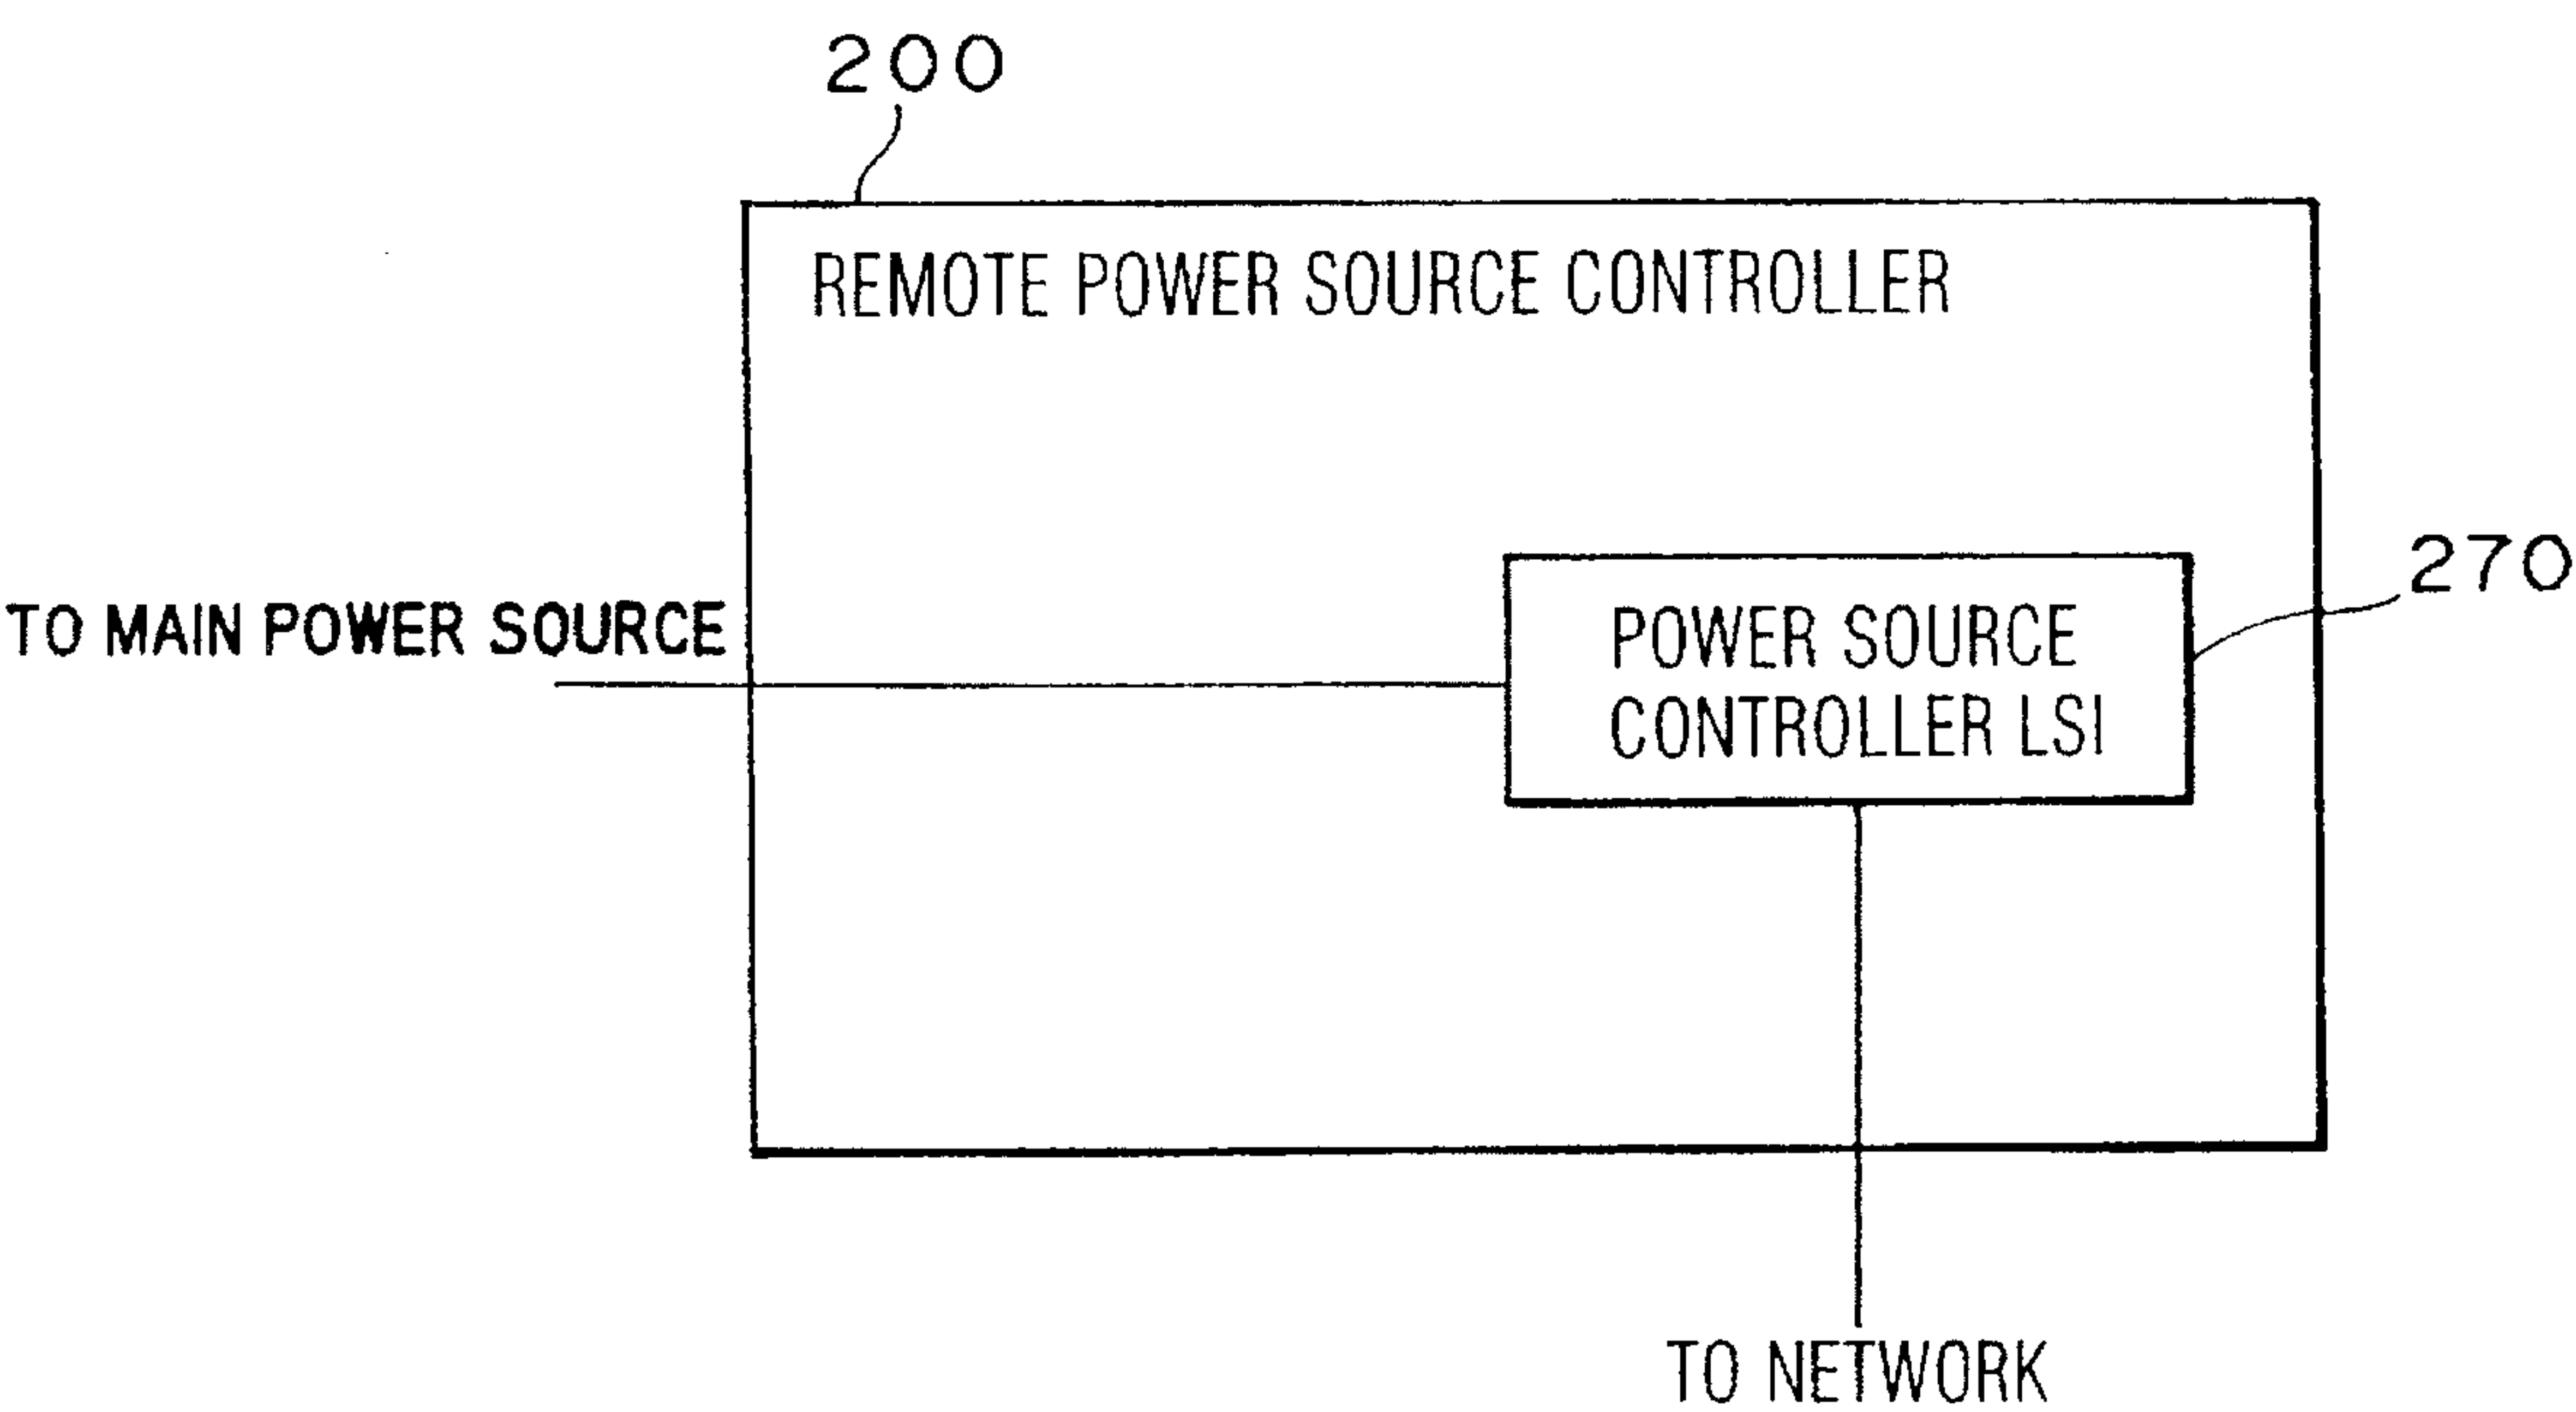 200
REMOTE POWER SOURCE CONTROLLER
270
TO MAIN POWER SOURCE
POWER SOURCE
CONTROLLER LSI
TO NETWORK